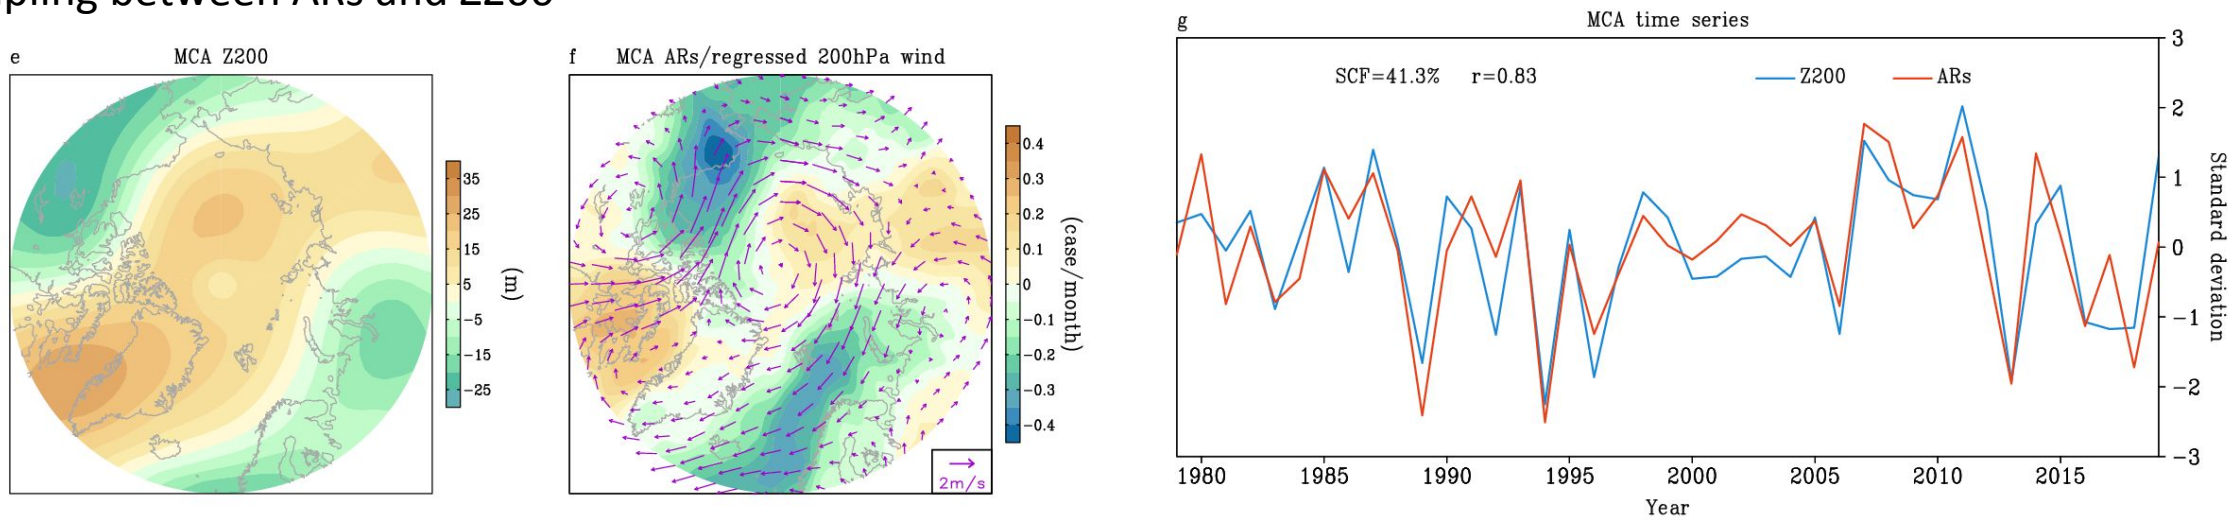 between ARs and Z200
e
MCA Z200
35
25
15
5
−5
−15
−25
(m)
f
MCA ARs/regressed 200hPa wind
0.4
0.3
0.2
0.1
0
−0.1
−0.2
−0.3
−0.4
(case/month)
2m/s
g
MCA time series
SCF=41.3% r=0.83
Z200
ARs
3
2
1
0
−1
−2
−3
Standard deviation
1980 1985 1990 1995 2000 2005 2010 2015
Year